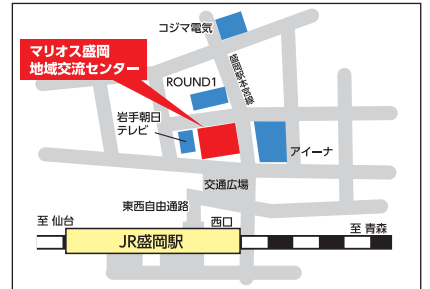 コジマ電気
マリオス盛岡
地域交流センター
盛岡駅本宮線
ROUND1
岩手朝日
テレビ
アイーナ
交通広場
東西自由通路
至 仙台
西口
至 青森
JR盛岡駅